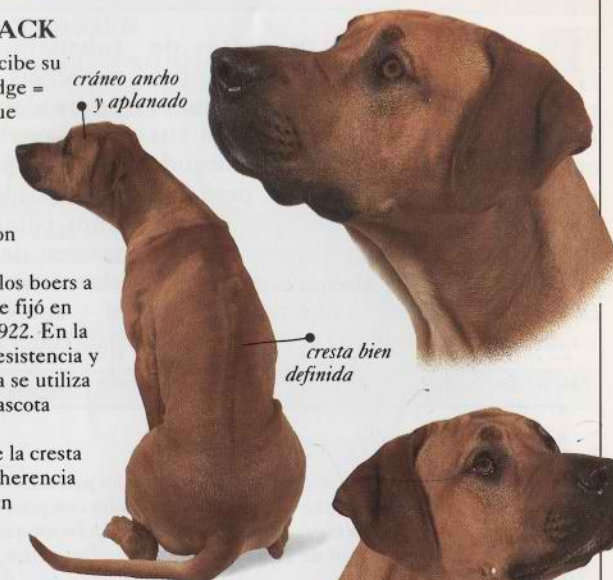 ACK
cibe su
dge =
ue
cráneo ancho
y aplanado
on
los boers a
e fijó en
922. En la
esistencia y
a se utiliza
ascota
e la cresta
herencia
en
cresta bien
definida